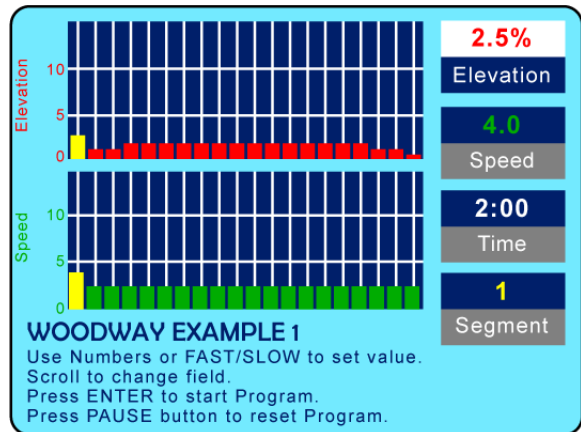 Elevation
10
5
0
Speed
10
5
0
2.5%
Elevation
4.0
Speed
2:00
Time
1
Segment
WOODWAY EXAMPLE 1
Use Numbers or FAST/SLOW to set value.
Scroll to change field.
Press ENTER to start Program.
Press PAUSE button to reset Program.